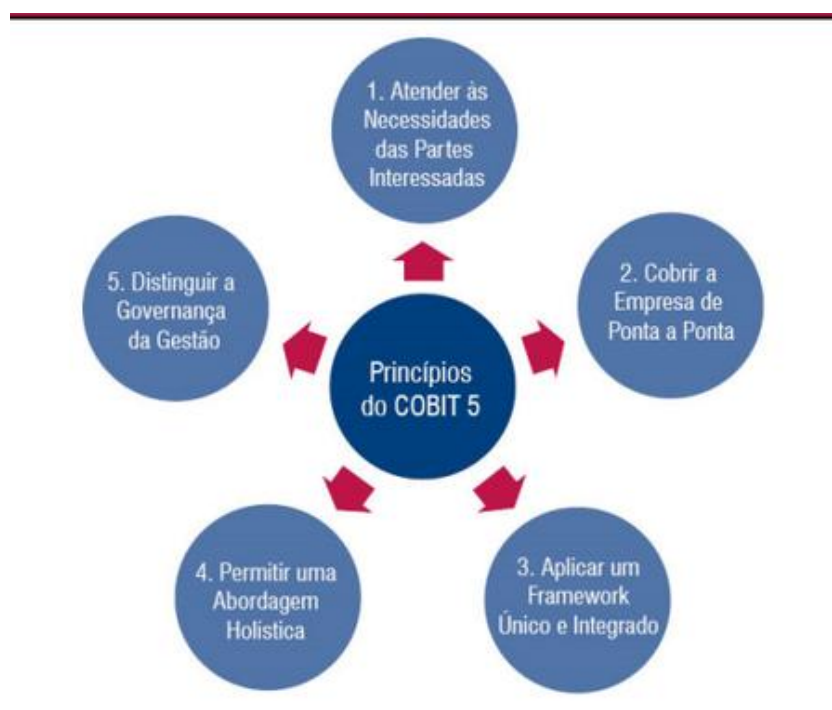 1. Atender às
Necessidades
das Partes
Interessadas
2. Cobrir a
Empresa de
Ponta a Ponta
3. Aplicar um
Framework
Único e Integrado
4. Permitir uma
Abordagem
Holística
5. Distinguir a
Governança
da Gestão
Princípios
do COBIT 5